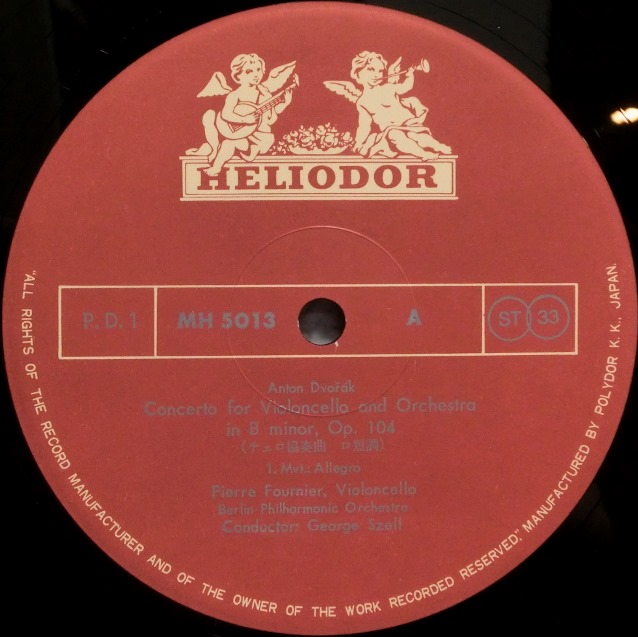 HELIODOR
P. D. 1
MH 5013
A
ST 33
Anton Dvořák
Concerto for Violoncello and Orchestra
in B minor, Op. 104
(チェロ協奏曲 ロ短調)
1. Mvt.: Allegro
Pierre Fournier, Violoncello
Berlin Philharmonic Orchestra
Conductor: George Szell
"ALL RIGHTS OF THE RECORD MANUFACTURER AND OF THE OWNER OF THE WORK RECORDED RESERVED," MANUFACTURED BY POLYDOR K. K., JAPAN.